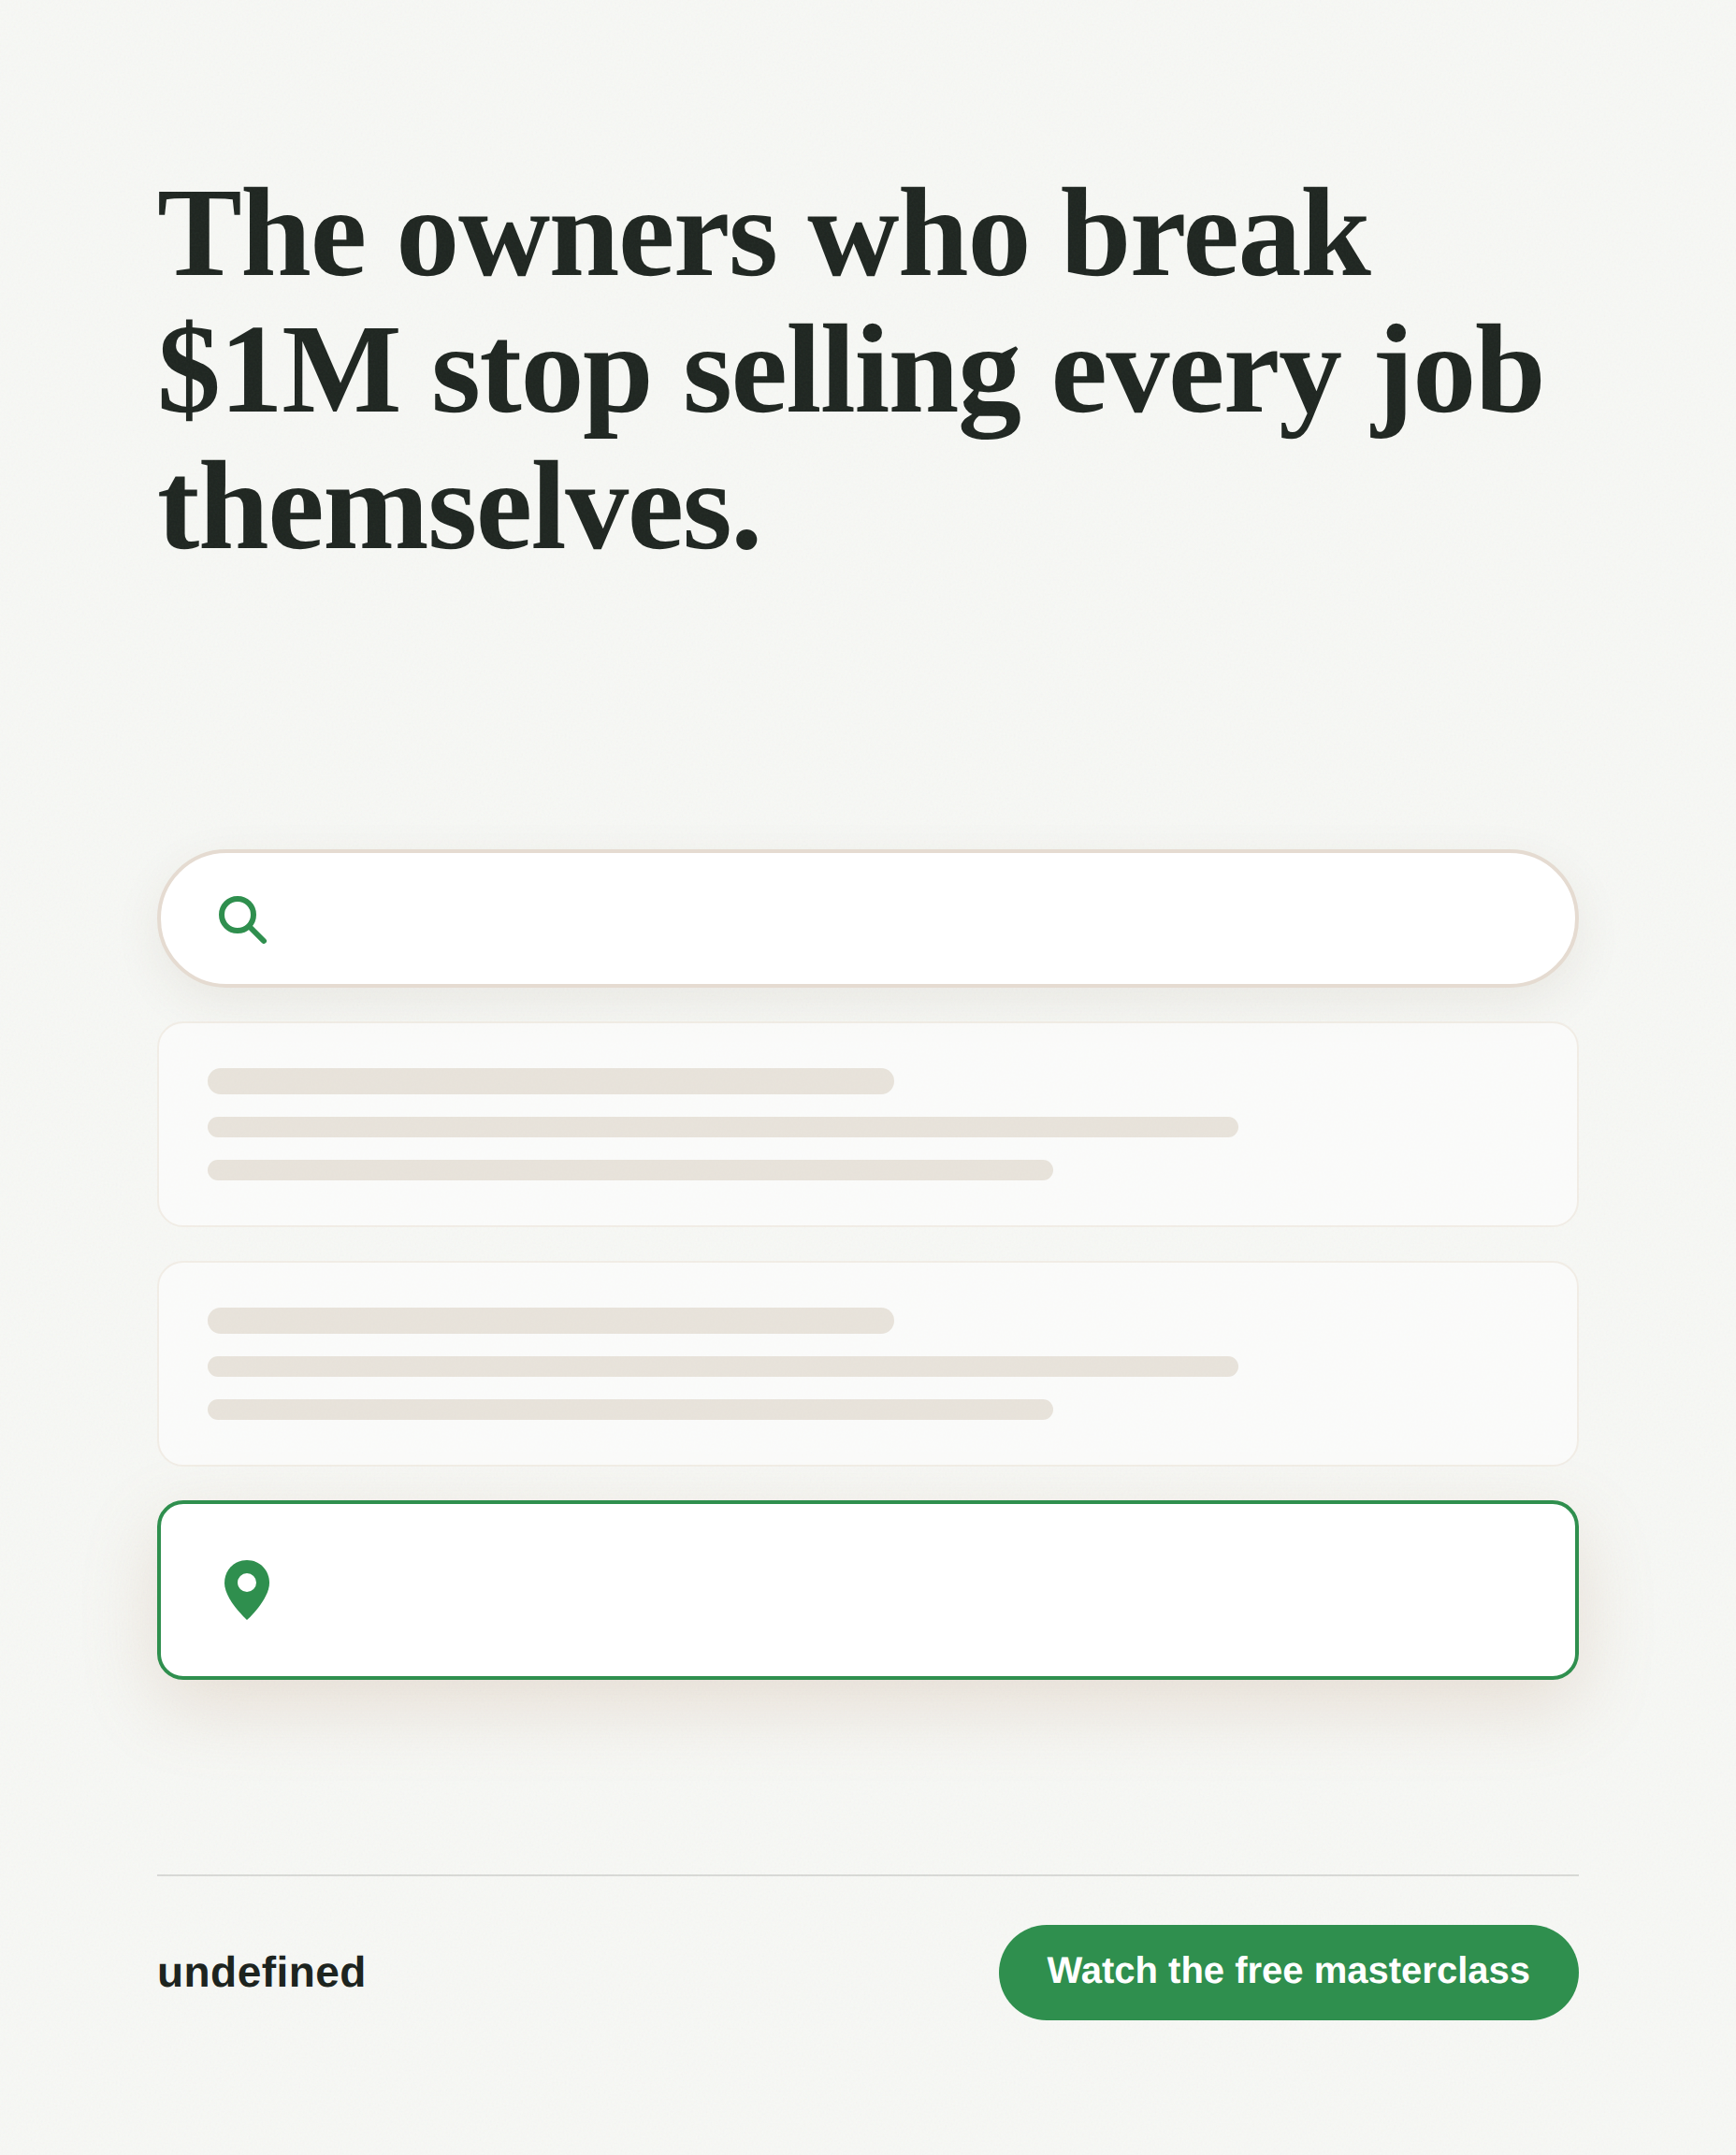 The owners who break
$1M stop selling every job
themselves.
undefined
Watch the free masterclass